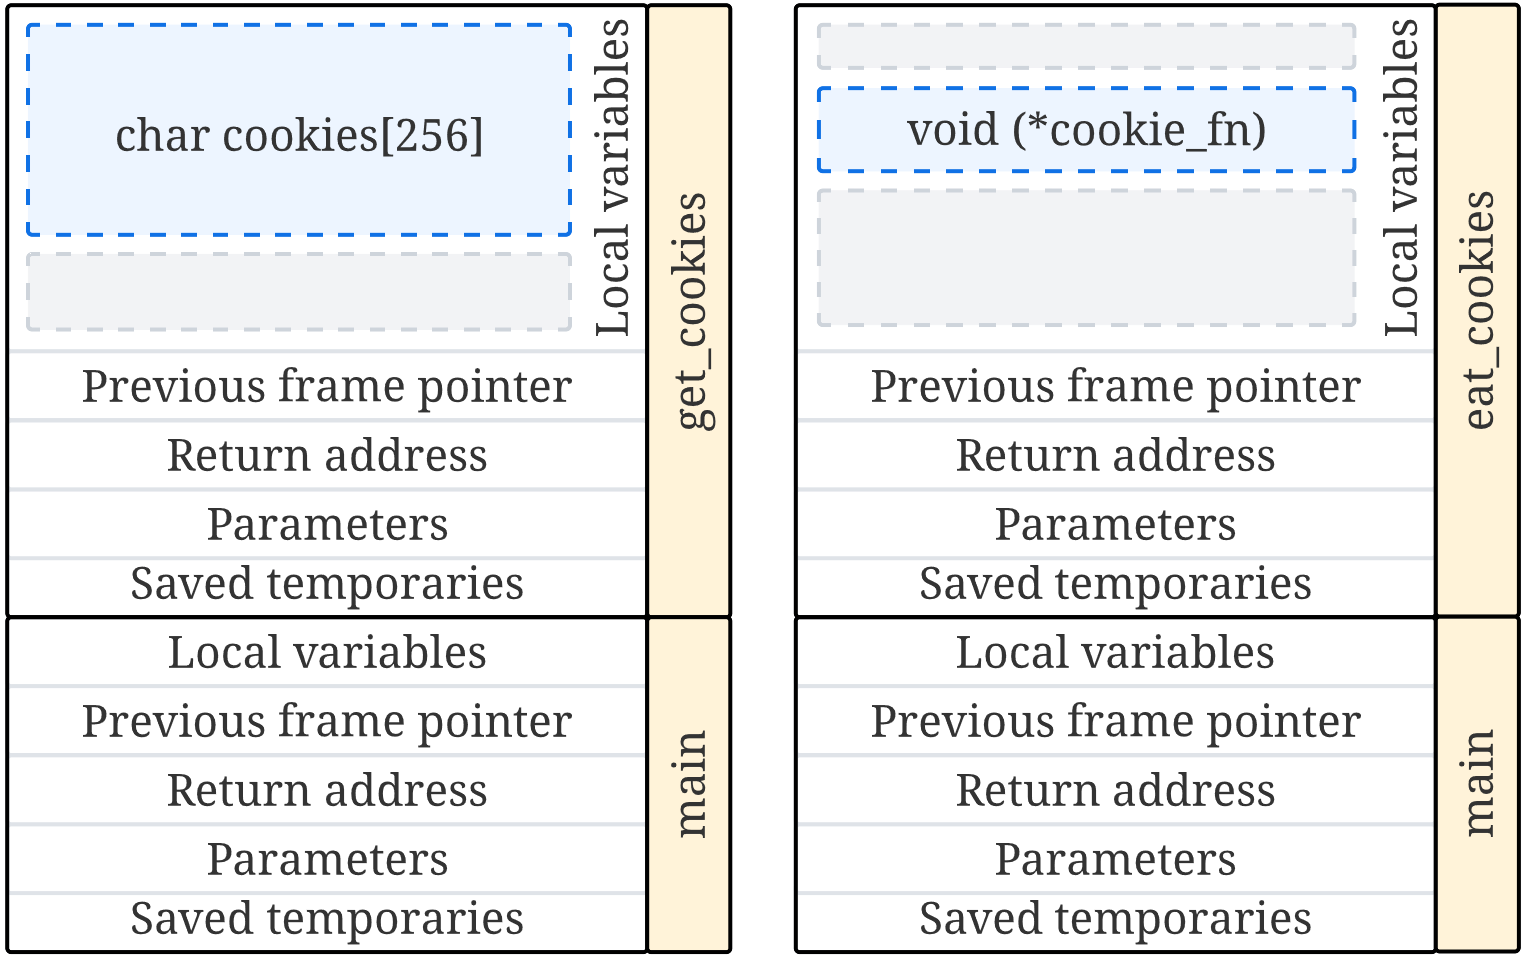 char cookies[256]
Local variables
Previous frame pointer
Return address
Parameters
Saved temporaries
get_cookies
Local variables
Previous frame pointer
Return address
Parameters
Saved temporaries
main
void (*cookie_fn)
Local variables
Previous frame pointer
Return address
Parameters
Saved temporaries
eat_cookies
Local variables
Previous frame pointer
Return address
Parameters
Saved temporaries
main